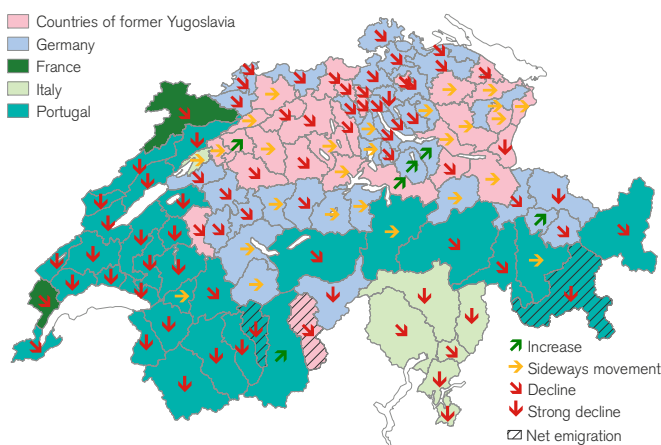 Countries of former Yugoslavia
Germany
France
Italy
Portugal
Increase
Sideways movement
Decline
Strong decline
Net emigration